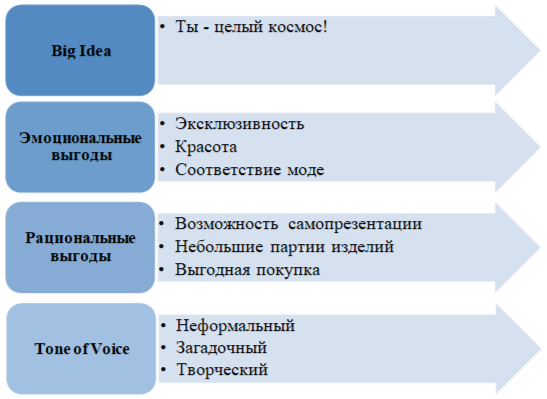 Big Idea
• Ты - целый космос!
Эмоциональные
выгоды
• Эксклюзивность
• Красота
• Соответствие моде
Рациональные
выгоды
• Возможность самопрезентации
• Небольшие партии изделий
• Выгодная покупка
Tone of Voice
• Неформальный
• Загадочный
• Творческий